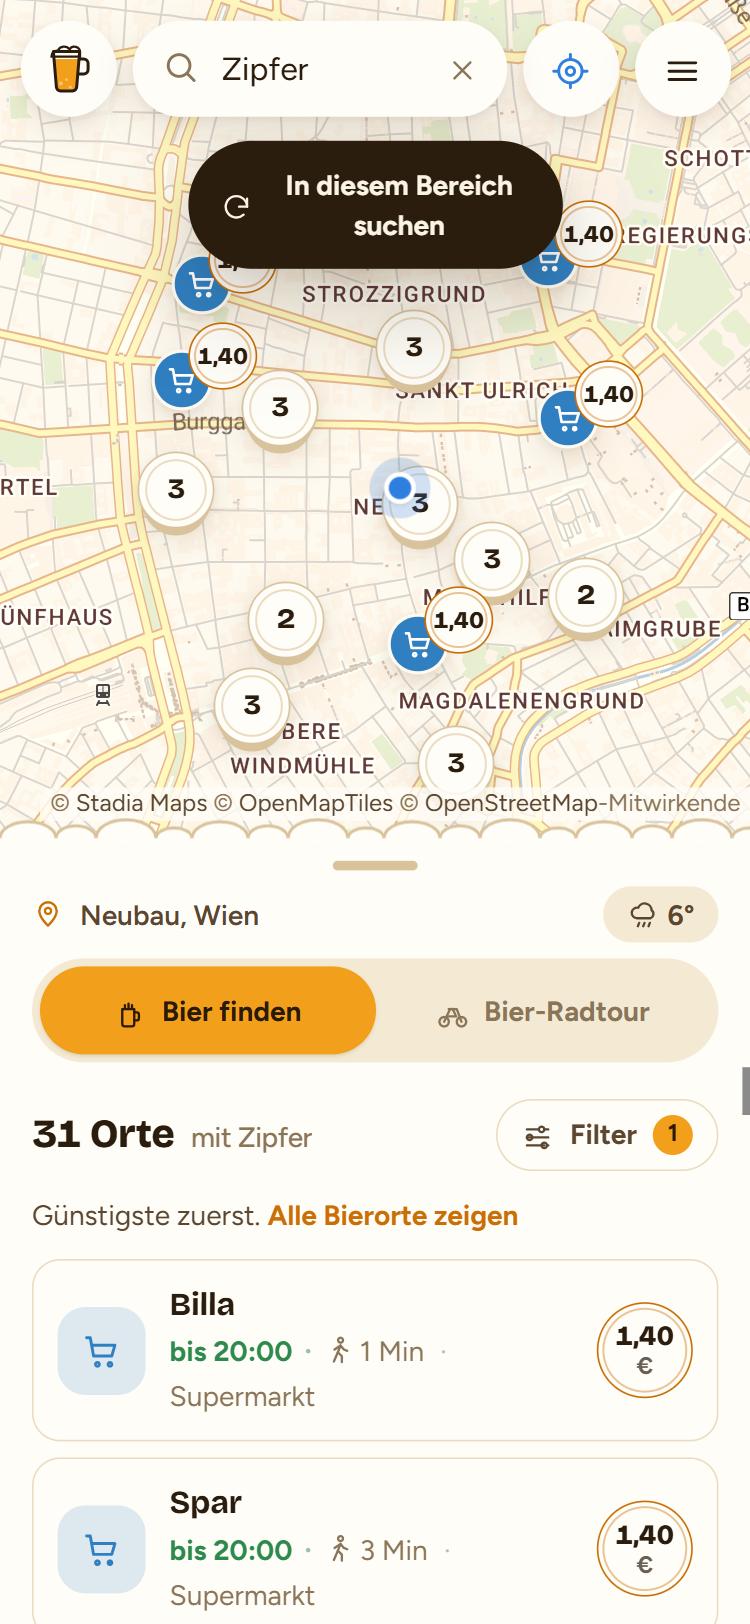 Zipfer
SCHOTT
In diesem Bereich
suchen
1,40
REGIERUNGS
STROZZIGRUND
3
1,40
SANKT ULRICH
1,40
3
Burgga
3
RTEL
NE
3
3
2
2
ÜNFHAUS
1,40
B
MAGDALENENGRUND
3
BERE
WINDMÜHLE
3
© Stadia Maps © OpenMapTiles © OpenStreetMap-Mitwirkende
Neubau, Wien
6°
Bier finden
Bier-Radtour
31 Orte mit Zipfer
Filter 1
Günstigste zuerst. Alle Bierorte zeigen
Billa
bis 20:00 · 1 Min ·
Supermarkt
1,40
€
Spar
bis 20:00 · 3 Min ·
Supermarkt
1,40
€